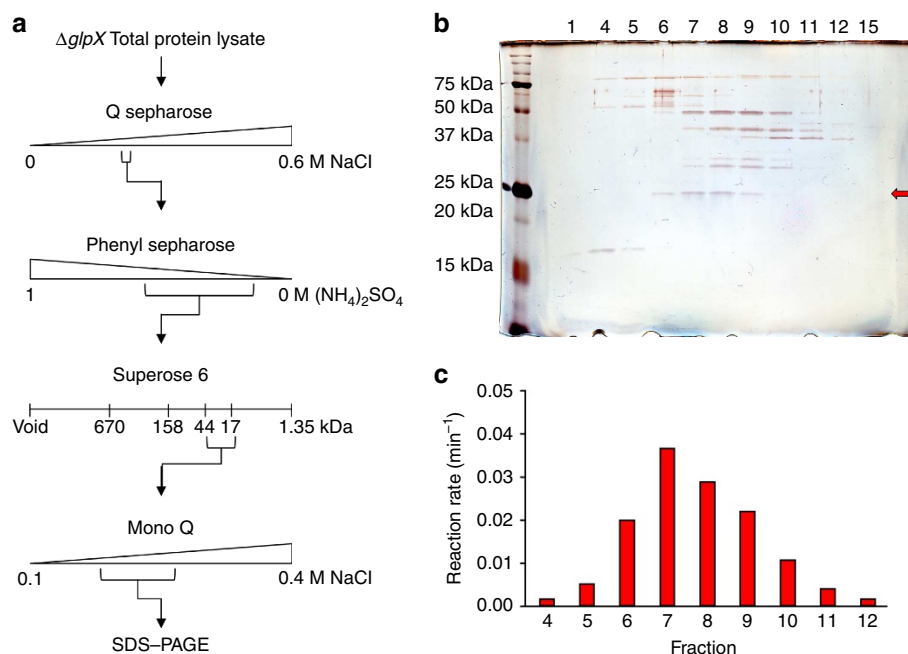 a
ΔglpX Total protein lysate
Q sepharose
0 0.6 M NaCl
Phenyl sepharose
1 0 M (NH₄)₂SO₄
Superose 6
Void 670 158 44 17 1.35 kDa
Mono Q
0.1 0.4 M NaCl
SDS–PAGE
b
1 4 5 6 7 8 9 10 11 12 15
75 kDa
50 kDa
37 kDa
25 kDa
20 kDa
15 kDa
c
Reaction rate (min⁻¹)
0.05
0.04
0.03
0.02
0.01
0.00
4 5 6 7 8 9 10 11 12
Fraction